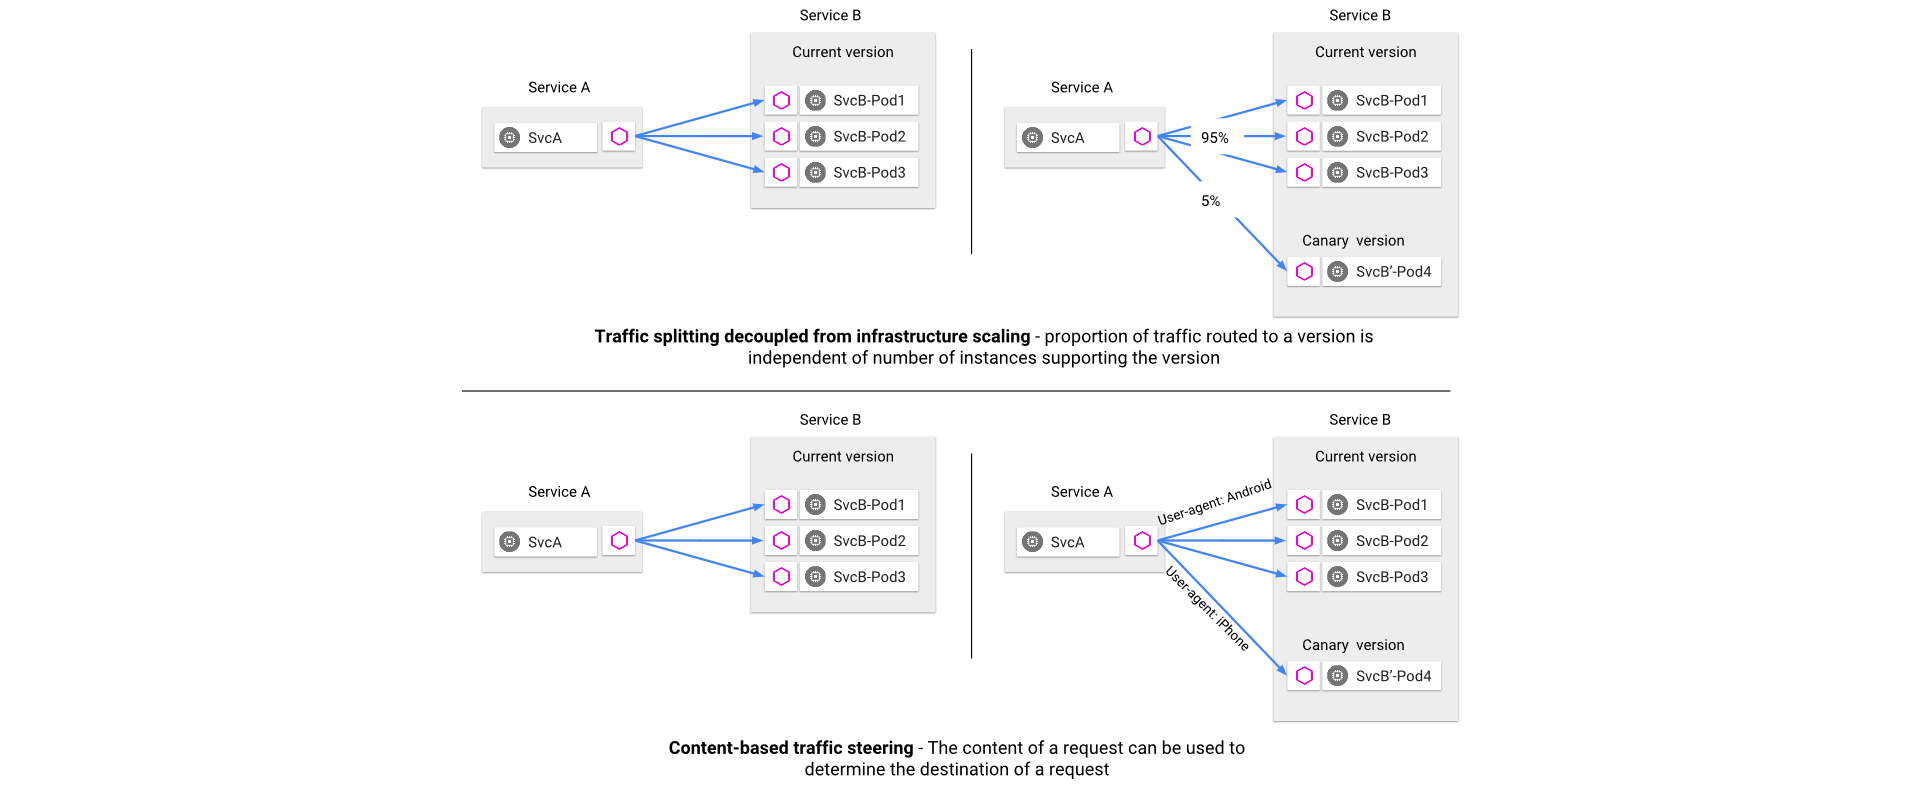 Service B
Current version
Service A
SvcA
SvcB-Pod1
SvcB-Pod2
SvcB-Pod3
Service B
Current version
Service A
SvcA
95%
5%
SvcB-Pod1
SvcB-Pod2
SvcB-Pod3
Canary version
SvcB’-Pod4
Traffic splitting decoupled from infrastructure scaling - proportion of traffic routed to a version is
independent of number of instances supporting the version
Service B
Current version
Service A
SvcA
SvcB-Pod1
SvcB-Pod2
SvcB-Pod3
Service B
Current version
Service A
SvcA
User-agent: Android
User-agent: iPhone
SvcB-Pod1
SvcB-Pod2
SvcB-Pod3
Canary version
SvcB’-Pod4
Content-based traffic steering - The content of a request can be used to
determine the destination of a request